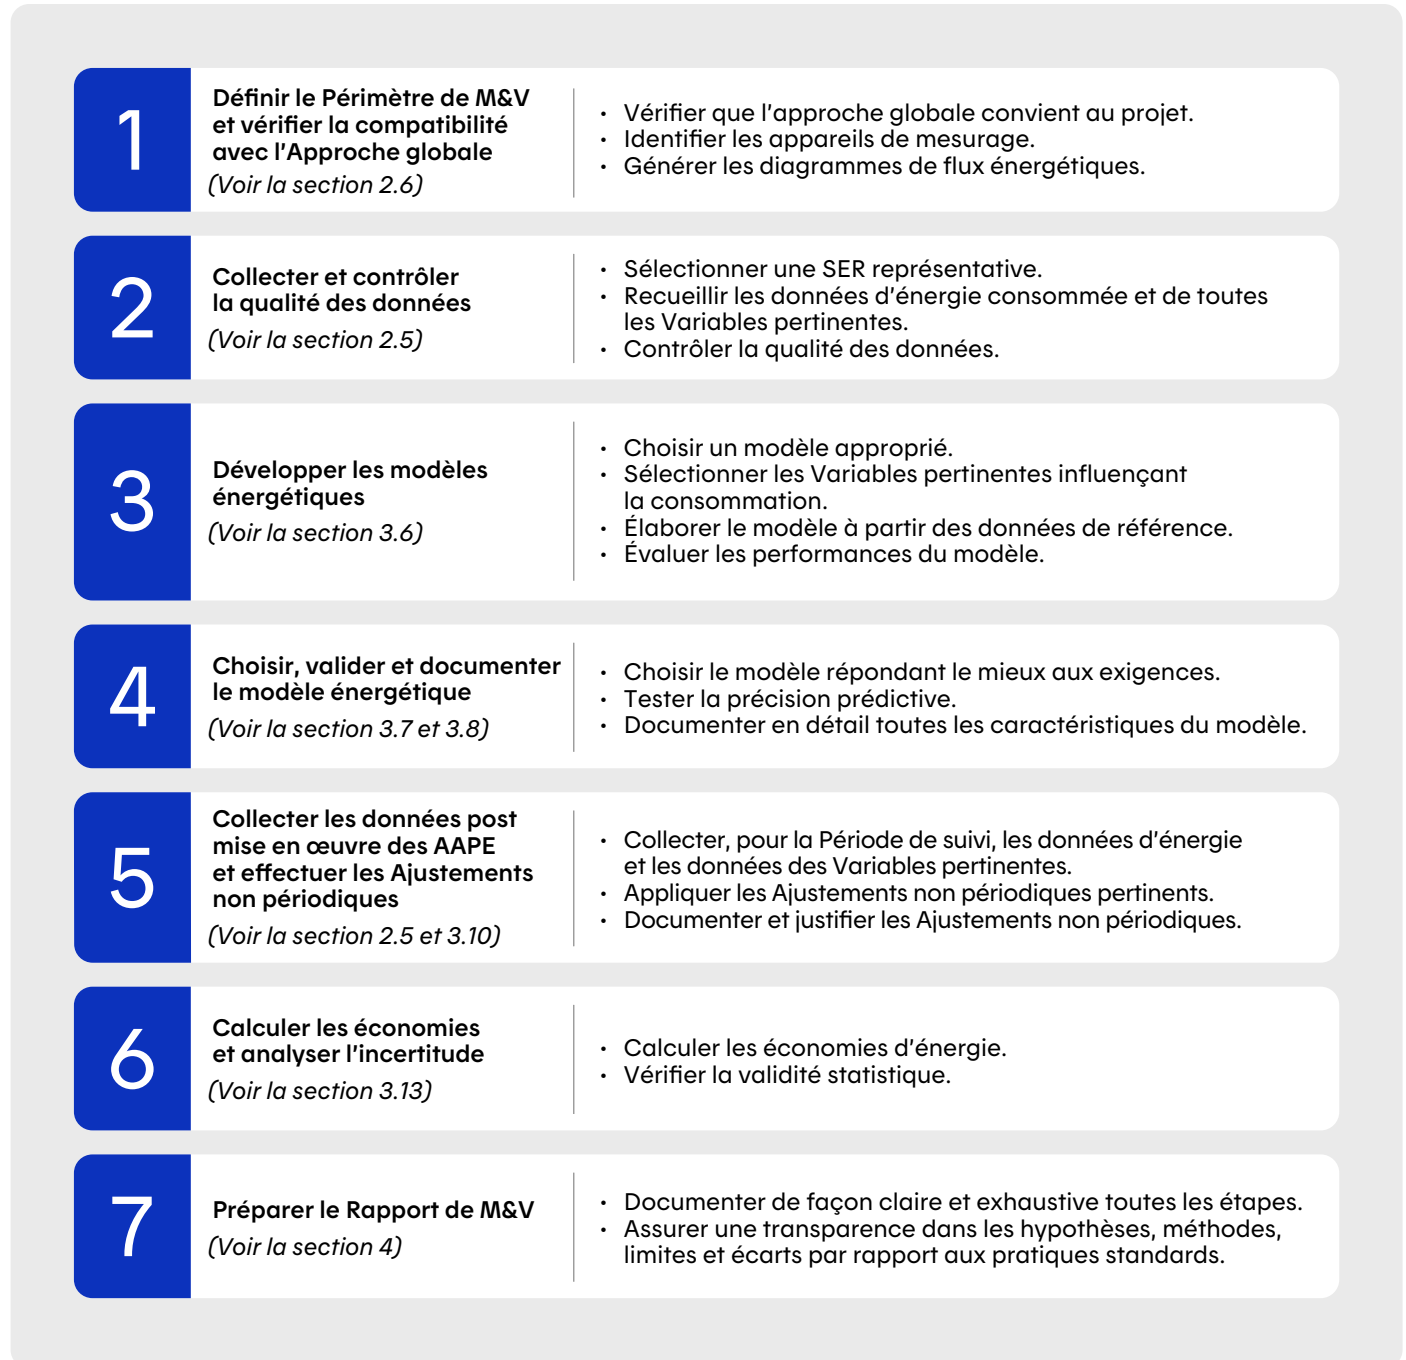 1
Définir le Périmètre de M&V
et vérifier la compatibilité
avec l'Approche globale
(Voir la section 2.6)
• Vérifier que l'approche globale convient au projet.
• Identifier les appareils de mesurage.
• Générer les diagrammes de flux énergétiques.
2
Collecter et contrôler
la qualité des données
(Voir la section 2.5)
• Sélectionner une SER représentative.
• Recueillir les données d'énergie consommée et de toutes
les Variables pertinentes.
• Contrôler la qualité des données.
3
Développer les modèles
énergétiques
(Voir la section 3.6)
• Choisir un modèle approprié.
• Sélectionner les Variables pertinentes influençant
la consommation.
• Élaborer le modèle à partir des données de référence.
• Évaluer les performances du modèle.
4
Choisir, valider et documenter
le modèle énergétique
(Voir la section 3.7 et 3.8)
• Choisir le modèle répondant le mieux aux exigences.
• Tester la précision prédictive.
• Documenter en détail toutes les caractéristiques du modèle.
5
Collecter les données post
mise en œuvre des AAPE
et effectuer les Ajustements
non périodiques
(Voir la section 2.5 et 3.10)
• Collecter, pour la Période de suivi, les données d'énergie
et les données des Variables pertinentes.
• Appliquer les Ajustements non périodiques pertinents.
• Documenter et justifier les Ajustements non périodiques.
6
Calculer les économies
et analyser l'incertitude
(Voir la section 3.13)
• Calculer les économies d'énergie.
• Vérifier la validité statistique.
7
Préparer le Rapport de M&V
(Voir la section 4)
• Documenter de façon claire et exhaustive toutes les étapes.
• Assurer une transparence dans les hypothèses, méthodes,
limites et écarts par rapport aux pratiques standards.